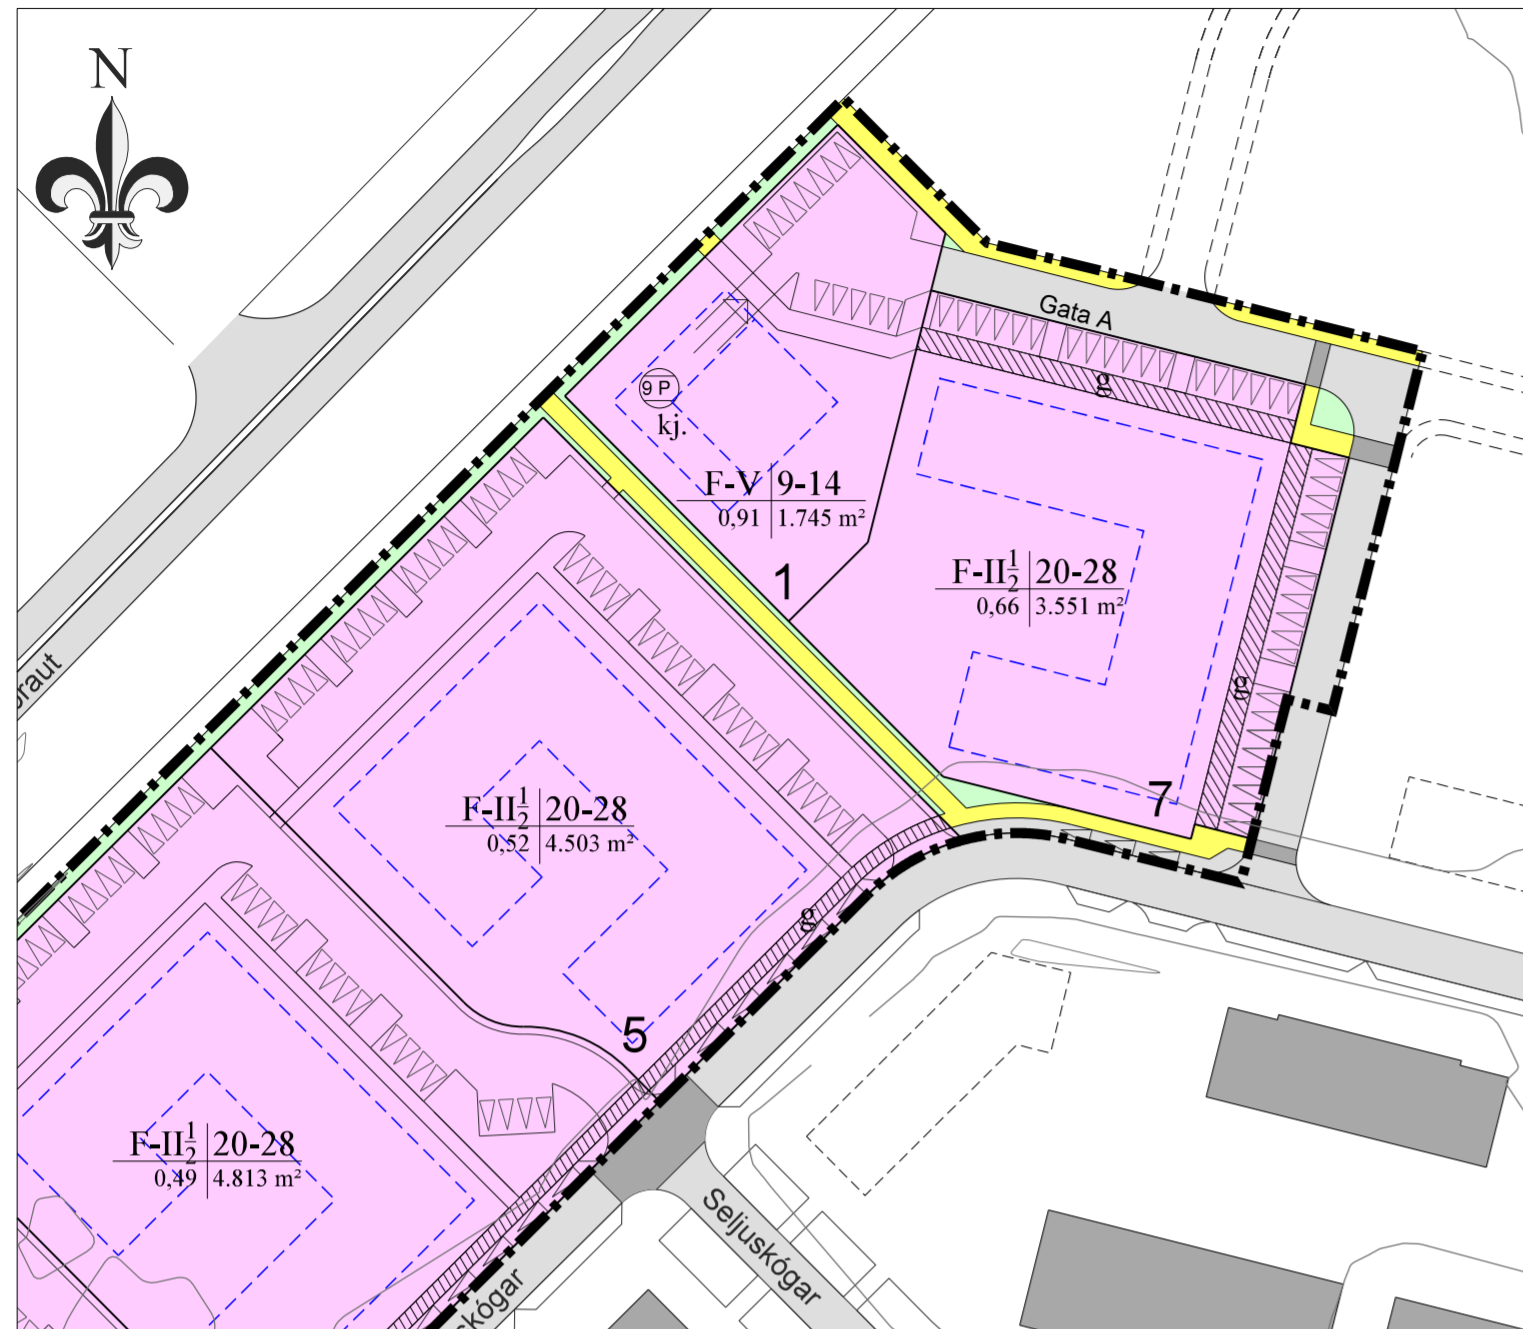 N
Gata A
g
9 P
kj.
F-V 9-14
0,91 1.745 m²
1
F-II½ 20-28
0,66 3.551 m²
g
7
F-II½ 20-28
0,52 4.503 m²
g
5
F-II½ 20-28
0,49 4.813 m²
Seljuskógar
skógar
braut